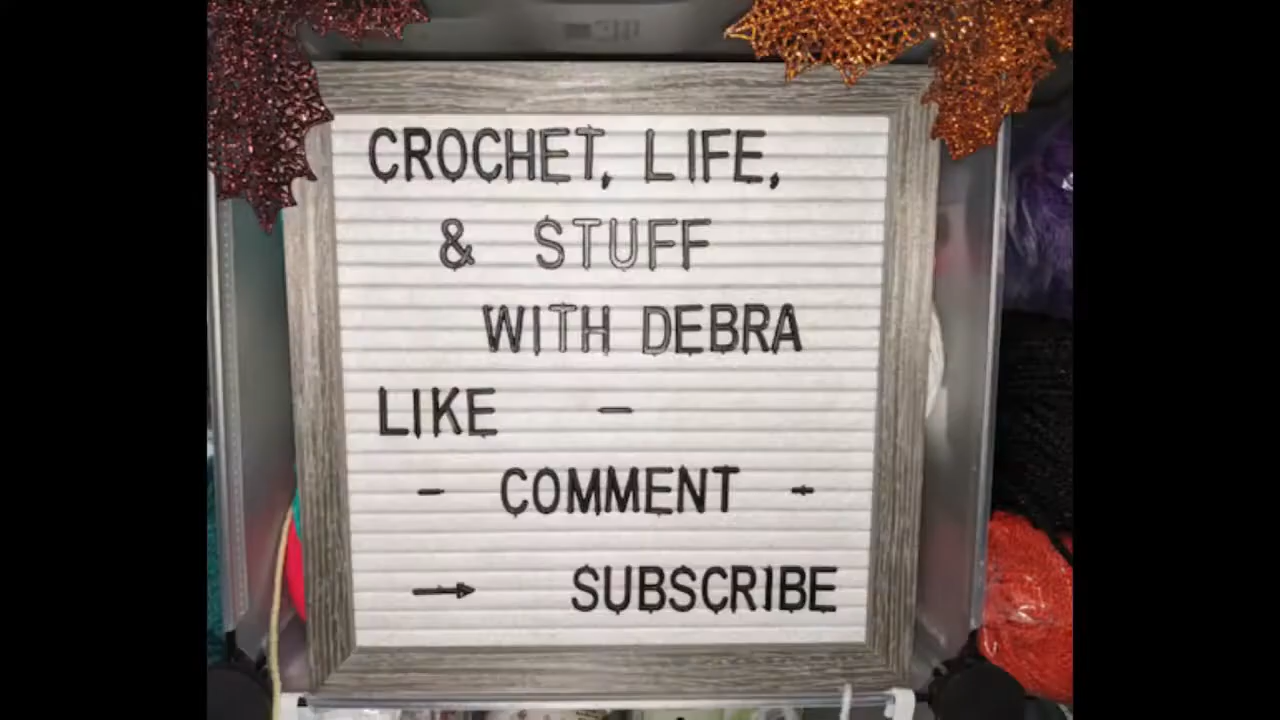 CROCHET, LIFE,
& STUFF
WITH DEBRA
LIKE -
- COMMENT -
→ SUBSCRIBE